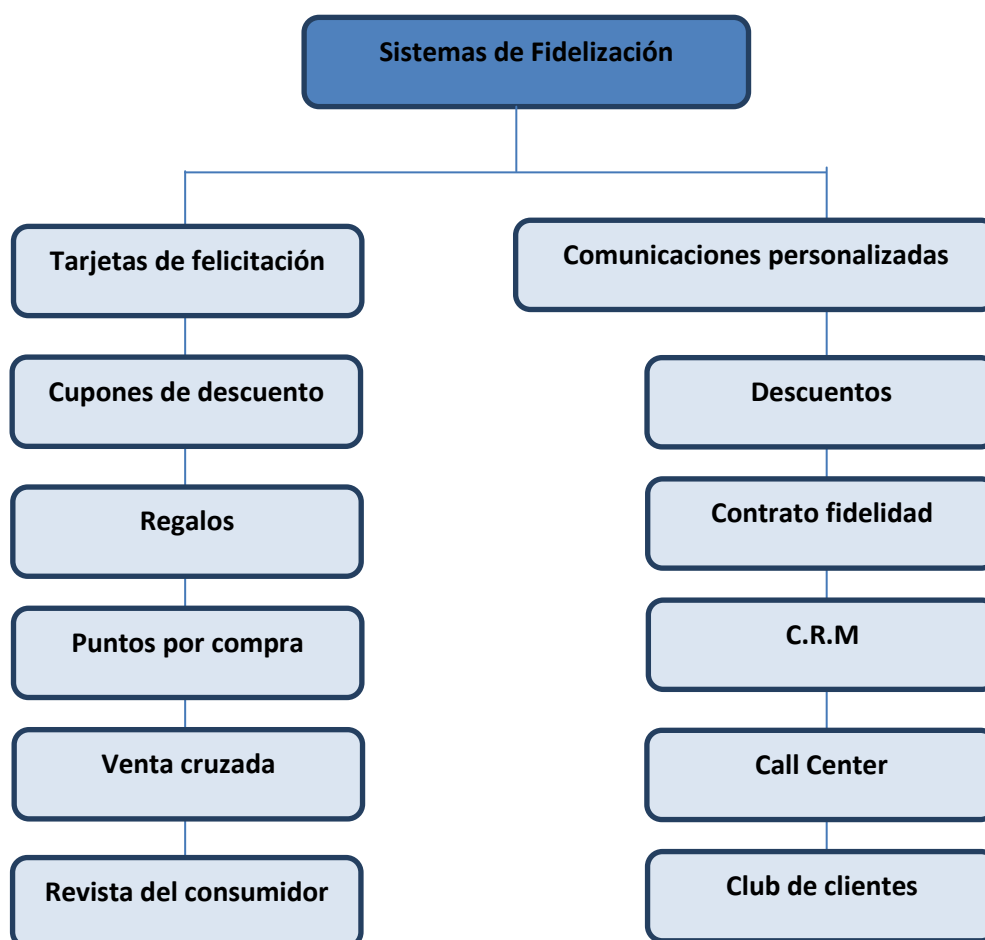 Sistemas de Fidelización
Tarjetas de felicitación
Comunicaciones personalizadas
Cupones de descuento
Descuentos
Regalos
Contrato fidelidad
Puntos por compra
C.R.M
Venta cruzada
Call Center
Revista del consumidor
Club de clientes